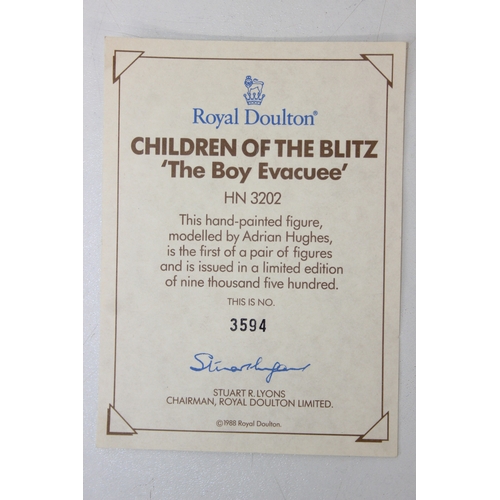 Royal Doulton®
CHILDREN OF THE BLITZ
'The Boy Evacuee'
HN 3202
This hand-painted figure,
modelled by Adrian Hughes,
is the first of a pair of figures
and is issued in a limited edition
of nine thousand five hundred.
THIS IS NO.
3594
STUART R. LYONS
CHAIRMAN, ROYAL DOULTON LIMITED.
©1988 Royal Doulton.